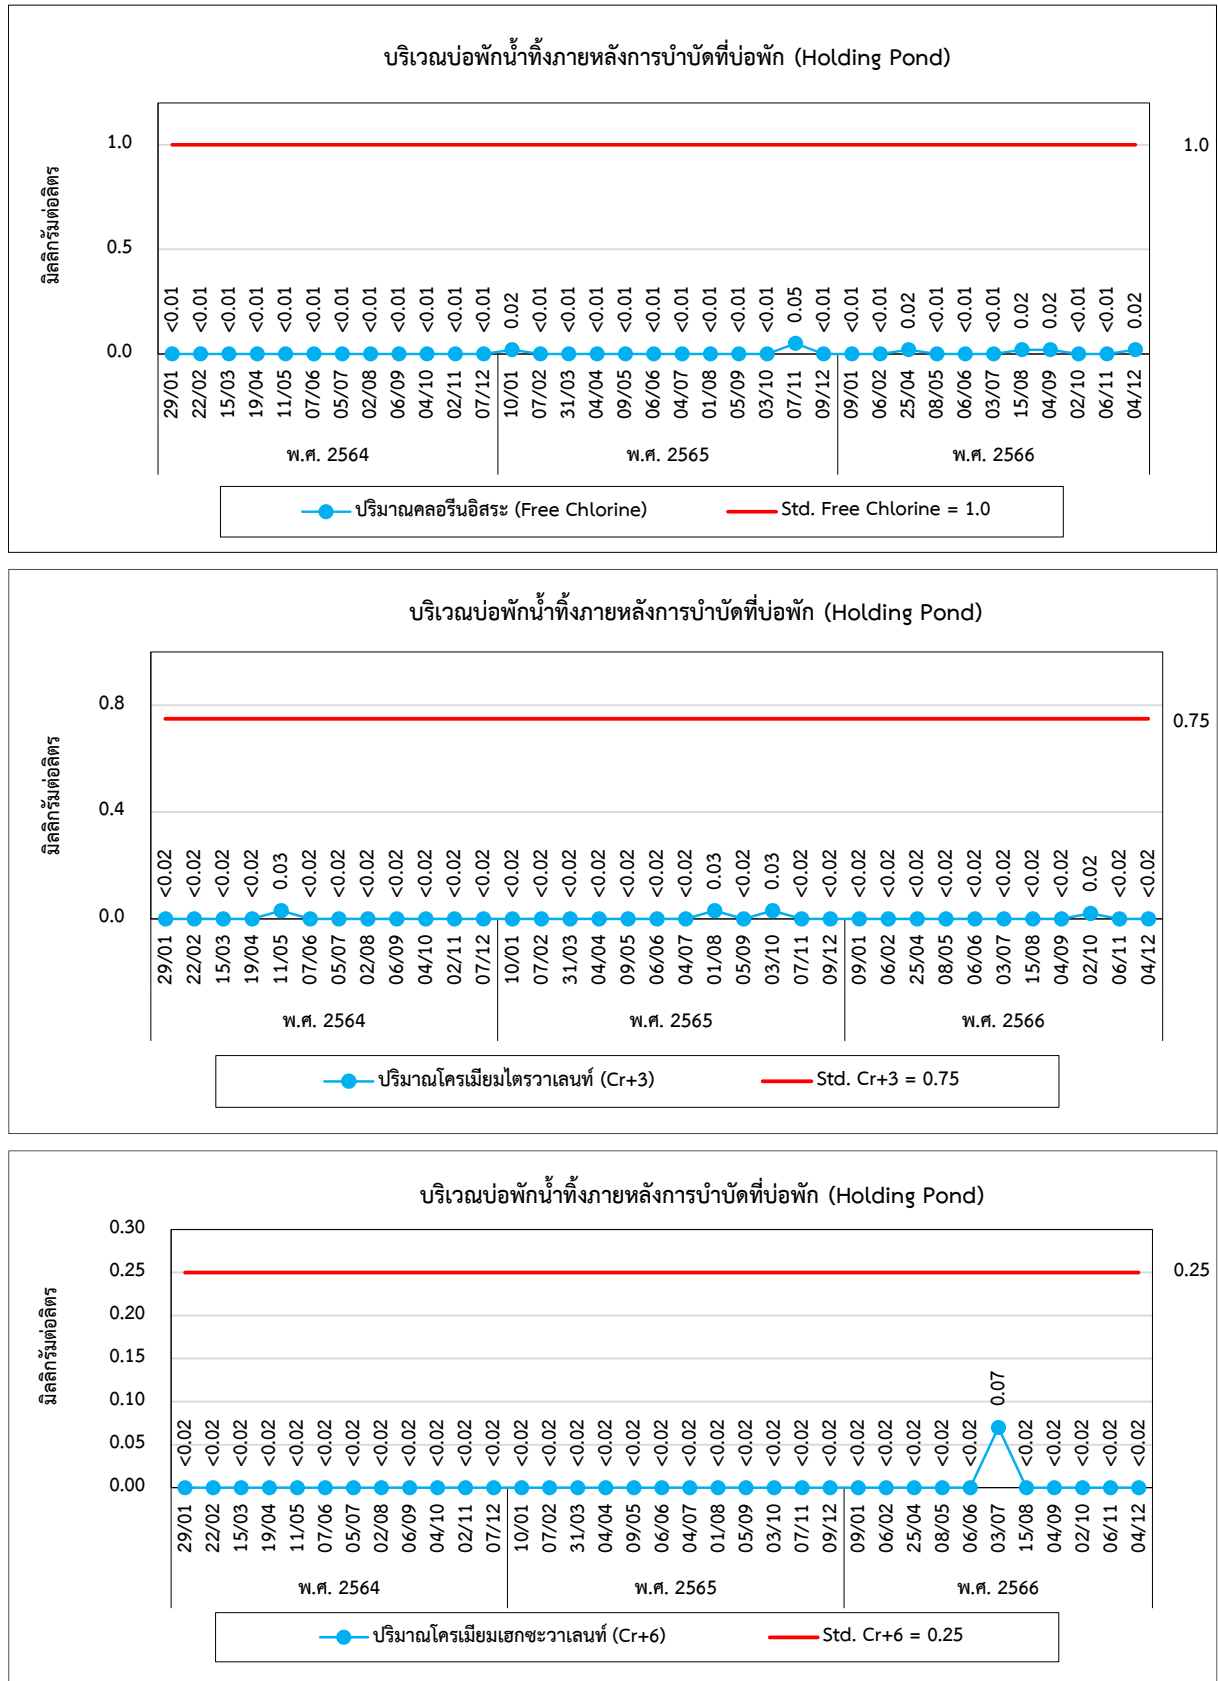 บริเวณบ่อพักน้ำทิ้งภายหลังการบำบัดที่บ่อพัก (Holding Pond)
มิลลิกรัมต่อลิตร
1.0
0.5
0.0
1.0
<0.01 <0.01 <0.01 <0.01 <0.01 <0.01 <0.01 <0.01 <0.01 <0.01 <0.01 <0.01 0.02 <0.01 <0.01 <0.01 <0.01 <0.01 <0.01 <0.01 <0.01 <0.01 0.05 <0.01 <0.01 <0.01 0.02 <0.01 <0.01 <0.01 0.02 0.02 <0.01 <0.01 0.02
29/01 22/02 15/03 19/04 11/05 07/06 05/07 02/08 06/09 04/10 02/11 07/12 10/01 07/02 31/03 04/04 09/05 06/06 04/07 01/08 05/09 03/10 07/11 09/12 09/01 06/02 25/04 08/05 06/06 03/07 15/08 04/09 02/10 06/11 04/12
พ.ศ. 2564 พ.ศ. 2565 พ.ศ. 2566
ปริมาณคลอรีนอิสระ (Free Chlorine) Std. Free Chlorine = 1.0
บริเวณบ่อพักน้ำทิ้งภายหลังการบำบัดที่บ่อพัก (Holding Pond)
มิลลิกรัมต่อลิตร
0.8
0.4
0.0
0.75
<0.02 <0.02 <0.02 <0.02 0.03 <0.02 <0.02 <0.02 <0.02 <0.02 <0.02 <0.02 <0.02 <0.02 <0.02 <0.02 <0.02 <0.02 <0.02 0.03 <0.02 0.03 <0.02 <0.02 <0.02 <0.02 <0.02 <0.02 <0.02 <0.02 <0.02 <0.02 0.02 <0.02 <0.02
29/01 22/02 15/03 19/04 11/05 07/06 05/07 02/08 06/09 04/10 02/11 07/12 10/01 07/02 31/03 04/04 09/05 06/06 04/07 01/08 05/09 03/10 07/11 09/12 09/01 06/02 25/04 08/05 06/06 03/07 15/08 04/09 02/10 06/11 04/12
พ.ศ. 2564 พ.ศ. 2565 พ.ศ. 2566
ปริมาณโครเมียมไตรวาเลนท์ (Cr+3) Std. Cr+3 = 0.75
บริเวณบ่อพักน้ำทิ้งภายหลังการบำบัดที่บ่อพัก (Holding Pond)
มิลลิกรัมต่อลิตร
0.30
0.25
0.20
0.15
0.10
0.05
0.00
0.25
<0.02 <0.02 <0.02 <0.02 <0.02 <0.02 <0.02 <0.02 <0.02 <0.02 <0.02 <0.02 <0.02 <0.02 <0.02 <0.02 <0.02 <0.02 <0.02 <0.02 <0.02 <0.02 <0.02 <0.02 <0.02 <0.02 <0.02 <0.02 <0.02 0.07 <0.02 <0.02 <0.02 <0.02 <0.02
29/01 22/02 15/03 19/04 11/05 07/06 05/07 02/08 06/09 04/10 02/11 07/12 10/01 07/02 31/03 04/04 09/05 06/06 04/07 01/08 05/09 03/10 07/11 09/12 09/01 06/02 25/04 08/05 06/06 03/07 15/08 04/09 02/10 06/11 04/12
พ.ศ. 2564 พ.ศ. 2565 พ.ศ. 2566
ปริมาณโครเมียมเฮกซะวาเลนท์ (Cr+6) Std. Cr+6 = 0.25